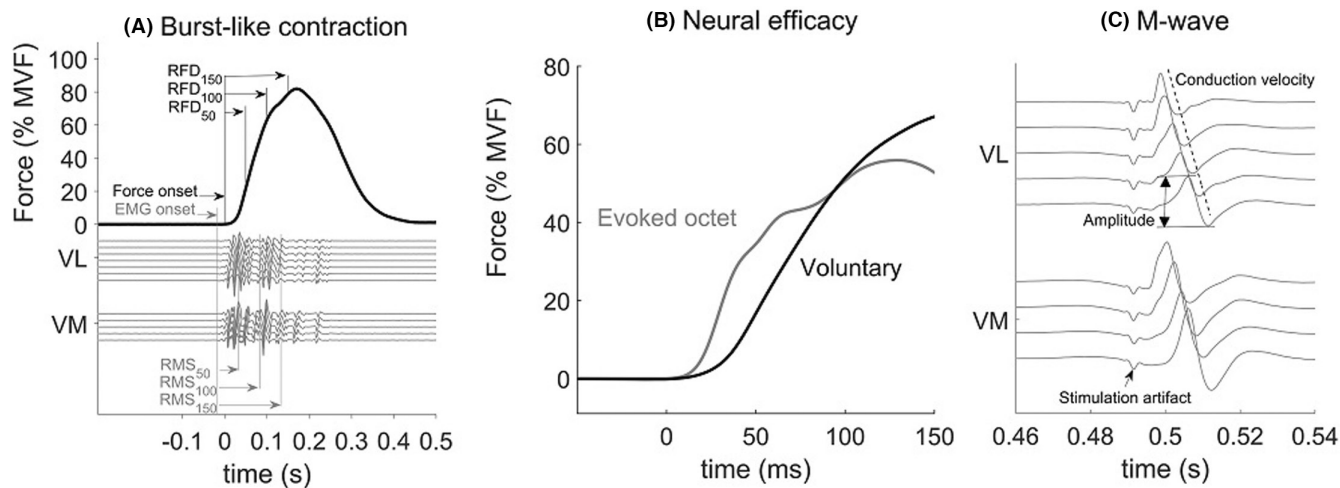 (A) Burst-like contraction
Force (% MVF)
100
80
60
40
20
0
RFD150
RFD100
RFD50
Force onset
EMG onset
VL
VM
RMS50
RMS100
RMS150
-0.1 0 0.1 0.2 0.3 0.4 0.5
time (s)
(B) Neural efficacy
Force (% MVF)
80
60
40
20
0
Evoked octet
Voluntary
0 50 100 150
time (ms)
(C) M-wave
Conduction velocity
VL
Amplitude
VM
Stimulation artifact
0.46 0.48 0.5 0.52 0.54
time (s)